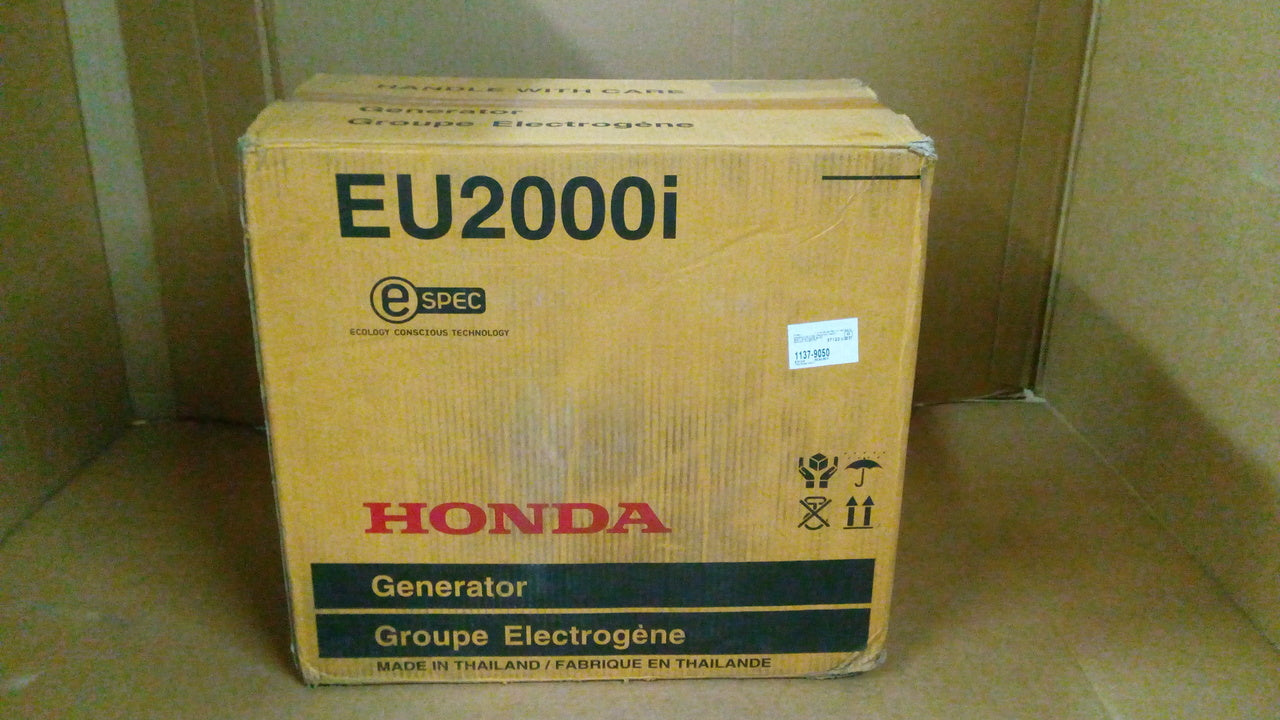 HANDLE WITH CARE
Generator
Groupe Electrogène
EU2000i
e SPEC
ECOLOGY CONSCIOUS TECHNOLOGY
1137-9050
HONDA
Generator
Groupe Electrogène
MADE IN THAILAND / FABRIQUE EN THAILANDE